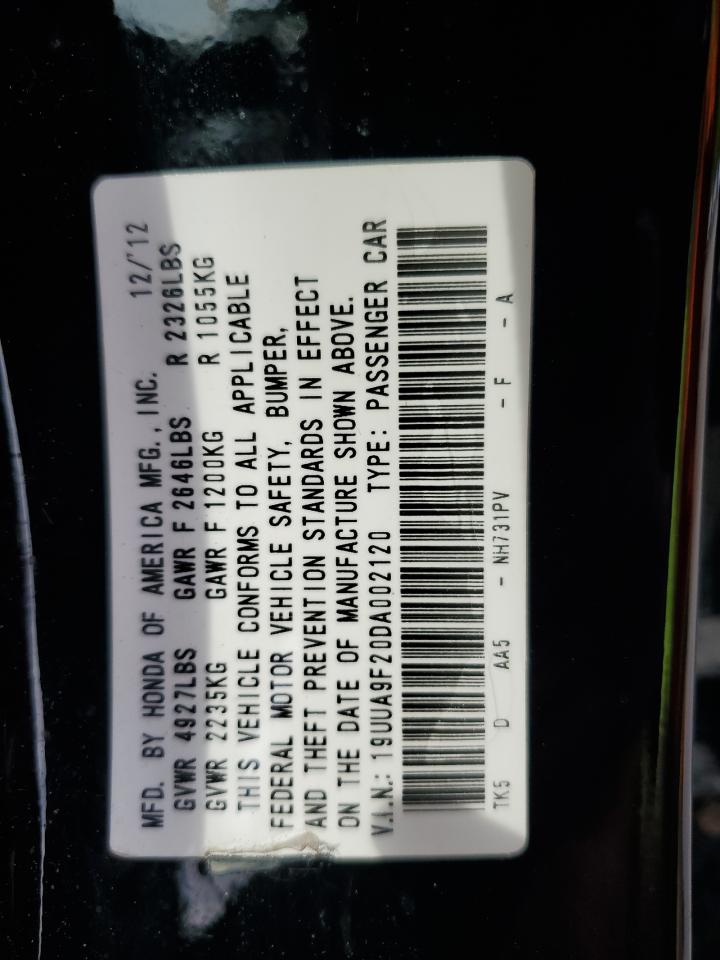 MFD. BY HONDA OF AMERICA MFG., INC. 12/'12
GVWR 4927LBS GAWR F 2646LBS R 2326LBS
GVWR 2235KG GAWR F 1200KG R 1055KG
THIS VEHICLE CONFORMS TO ALL APPLICABLE
FEDERAL MOTOR VEHICLE SAFETY, BUMPER,
AND THEFT PREVENTION STANDARDS IN EFFECT
ON THE DATE OF MANUFACTURE SHOWN ABOVE.
V.I.N.: 19UUA9F20DA002120 TYPE: PASSENGER CAR
TK5 D AA5 - NH731PV - F - A